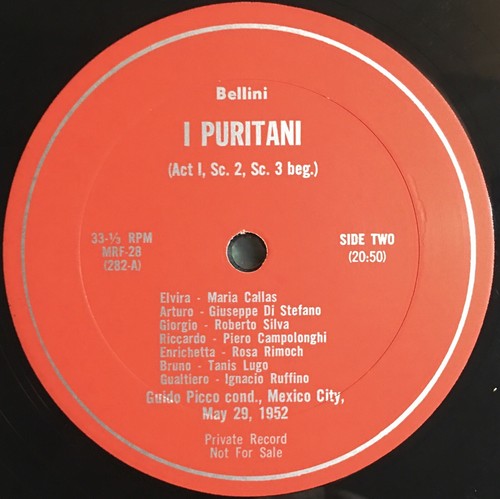 Bellini
I PURITANI
(Act I, Sc. 2, Sc. 3 beg.)
33-⅓ RPM
MRF-28
(282-A)
SIDE TWO
(20:50)
Elvira - Maria Callas
Arturo - Giuseppe Di Stefano
Giorgio - Roberto Silva
Riccardo - Piero Campolonghi
Enrichetta - Rosa Rimoch
Bruno - Tanis Lugo
Gualtiero - Ignacio Ruffino
Guido Picco cond., Mexico City,
May 29, 1952
Private Record
Not For Sale